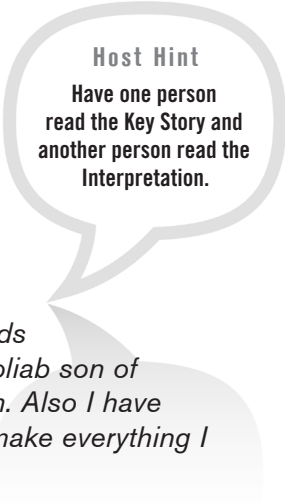 Host Hint
Have one person
read the Key Story and
another person read the
Interpretation.
oliab son of
. Also I have
make everything I